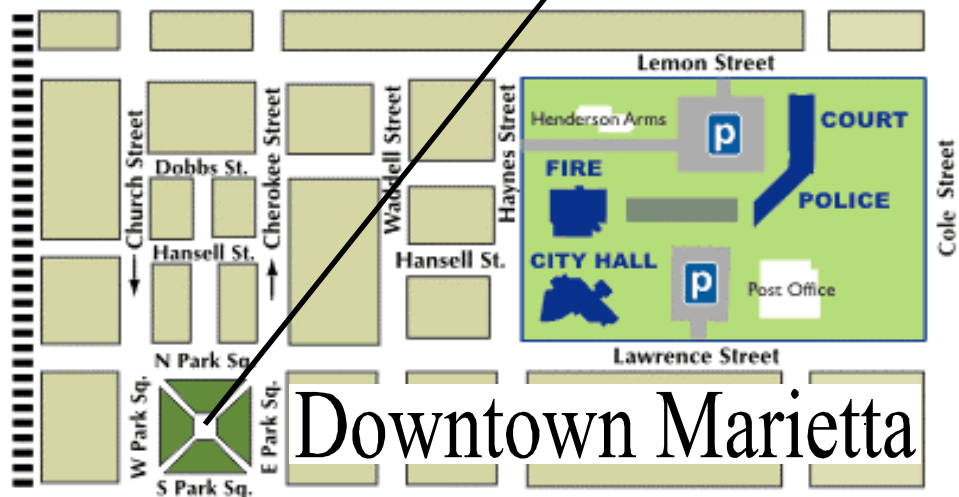 Lemon Street
Henderson Arms
P
COURT
Church Street
Cherokee Street
Waddell Street
Haynes Street
Cole Street
Dobbs St.
FIRE
POLICE
Hansell St.
Hansell St.
CITY HALL
P
Post Office
N Park Sq.
Lawrence Street
W Park Sq.
E Park Sq.
Downtown Marietta
S Park Sq.